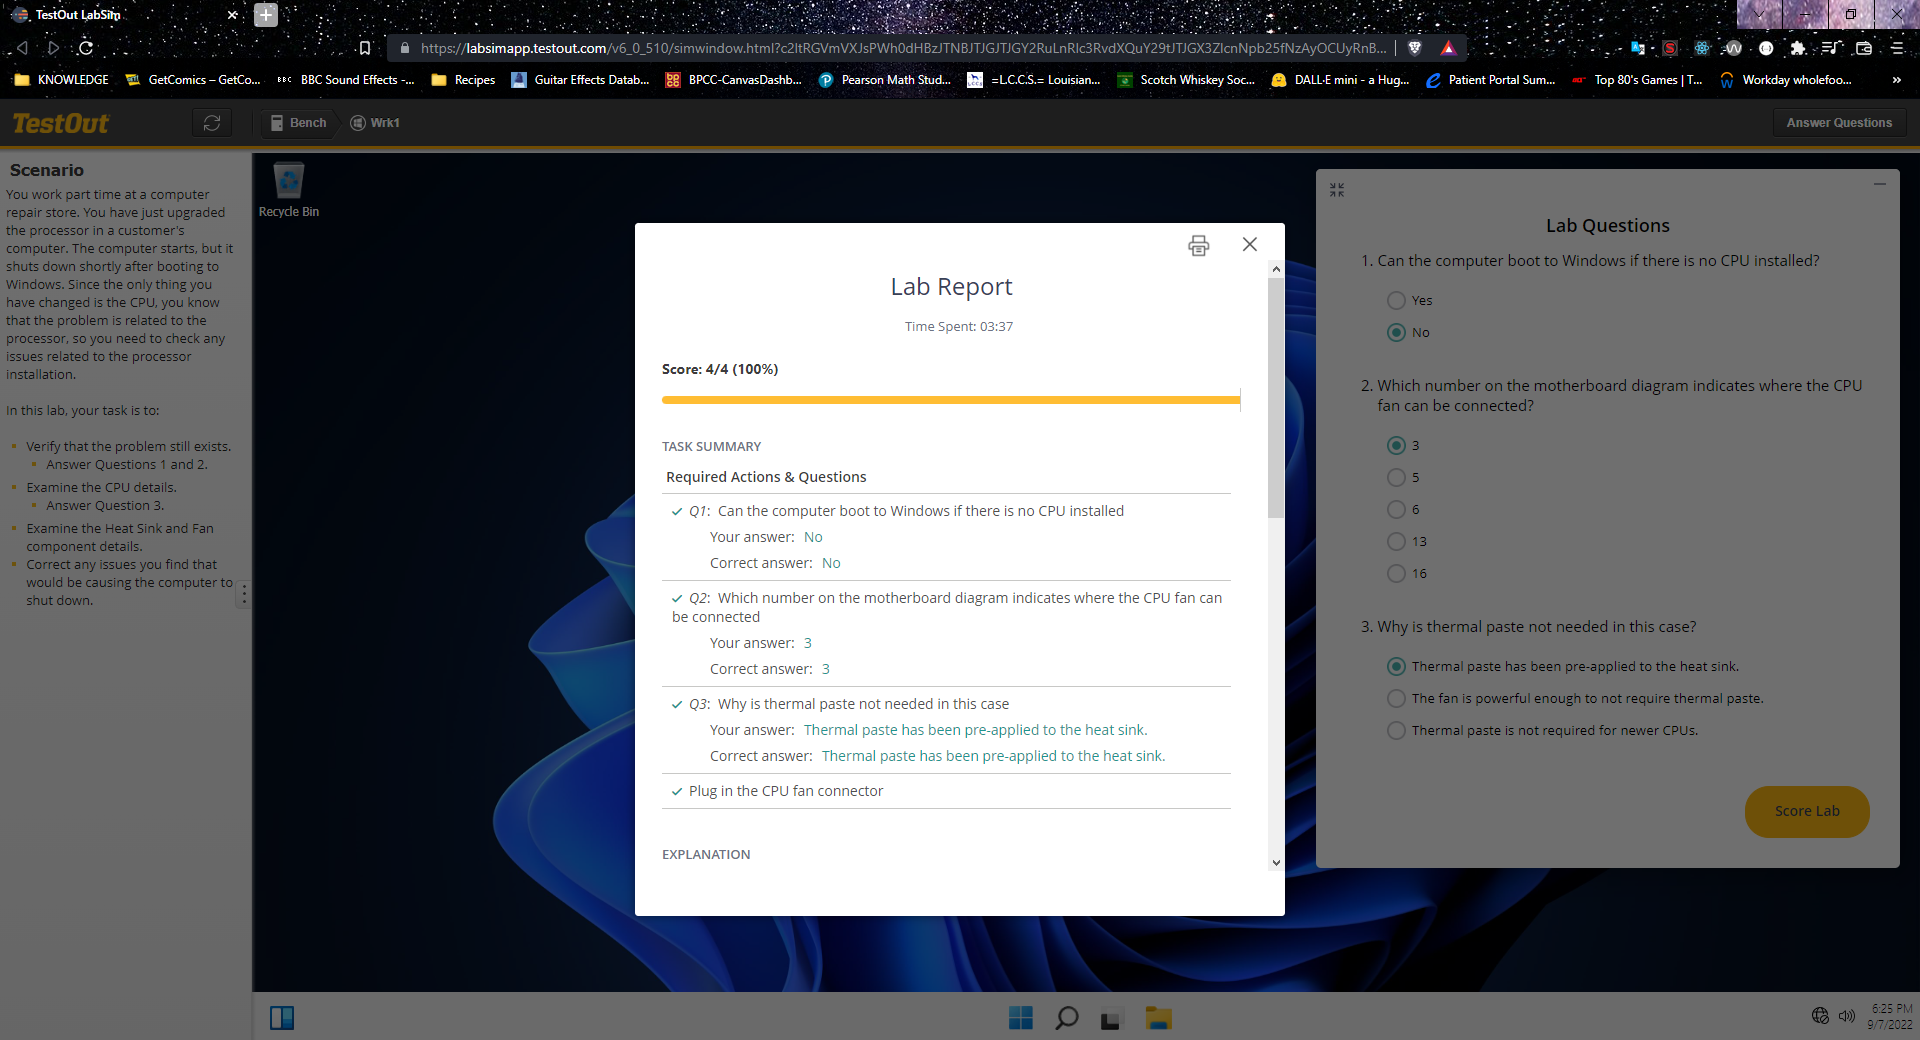 TestOut LabSim
https://labsimapp.testout.com/v6_0_510/simwindow.html?
KNOWLEDGE
GetComics – GetCo...
BBC BBC Sound Effects -...
Recipes
Guitar Effects Datab...
BPCC-CanvasDashb...
Pearson Math Stud...
=L.C.C.S.= Louisian...
Scotch Whiskey Soc...
DALL·E mini - a Hug...
Patient Portal Sum...
Top 80's Games | T...
Workday wholefoo...
TestOut
Bench
Wrk1
Answer Questions
Scenario
You work part time at a computer
repair store. You have just upgraded
the processor in a customer's
computer. The computer starts, but it
shuts down shortly after booting to
Windows. Since the only thing you
have changed is the CPU, you know
that the problem is related to the
processor, so you need to check any
issues related to the processor
installation.
In this lab, your task is to:
Verify that the problem still exists.
Answer Questions 1 and 2.
Examine the CPU details.
Answer Question 3.
Examine the Heat Sink and Fan
component details.
Correct any issues you find that
would be causing the computer to
shut down.
Recycle Bin
Lab Report
Time Spent: 03:37
Score: 4/4 (100%)
TASK SUMMARY
Required Actions & Questions
Q1: Can the computer boot to Windows if there is no CPU installed
Your answer: No
Correct answer: No
Q2: Which number on the motherboard diagram indicates where the CPU fan can
be connected
Your answer: 3
Correct answer: 3
Q3: Why is thermal paste not needed in this case
Your answer: Thermal paste has been pre-applied to the heat sink.
Correct answer: Thermal paste has been pre-applied to the heat sink.
Plug in the CPU fan connector
EXPLANATION
Lab Questions
1. Can the computer boot to Windows if there is no CPU installed?
Yes
No
2. Which number on the motherboard diagram indicates where the CPU
fan can be connected?
3
5
6
13
16
3. Why is thermal paste not needed in this case?
Thermal paste has been pre-applied to the heat sink.
The fan is powerful enough to not require thermal paste.
Thermal paste is not required for newer CPUs.
Score Lab
6:25 PM
9/7/2022